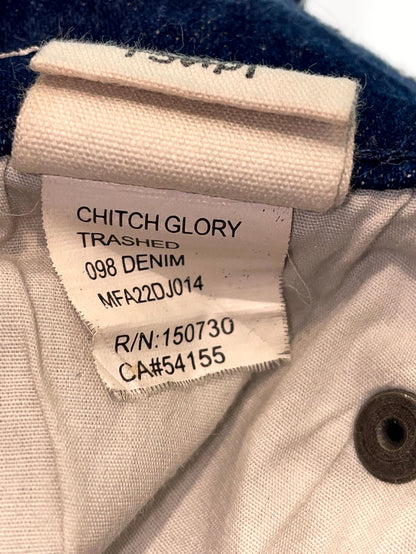 CHITCH GLORY
TRASHED
098 DENIM
MFA22DJ014
R/N:150730
CA#54155